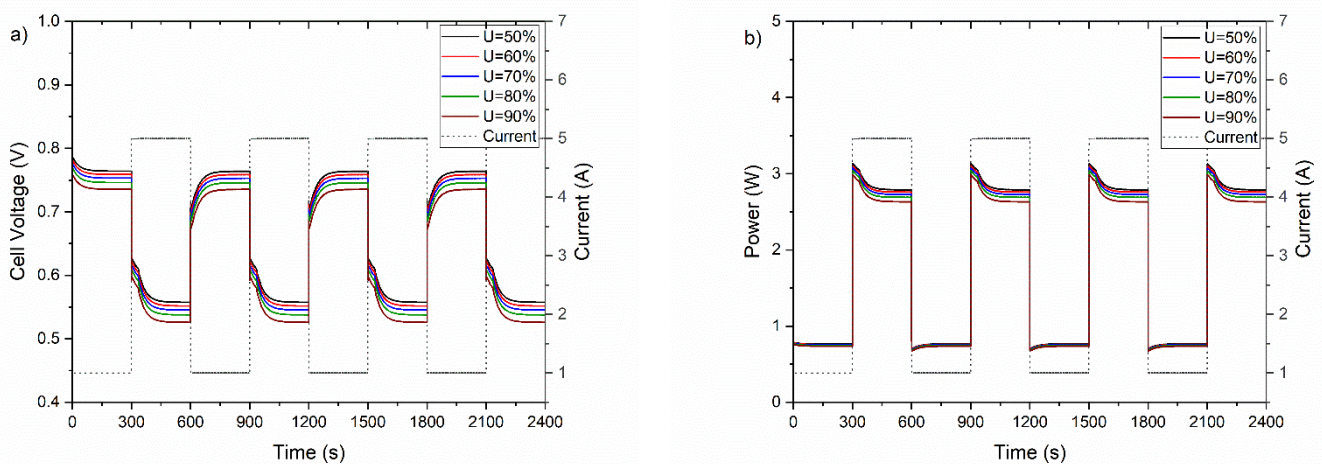 a)
1.0
0.9
0.8
0.7
0.6
0.5
0.4
Cell Voltage (V)
U=50%
U=60%
U=70%
U=80%
U=90%
Current
7
6
5
4
3
2
1
Current (A)
0
300
600
900
1200
1500
1800
2100
2400
Time (s)
b)
5
4
3
2
1
0
Power (W)
U=50%
U=60%
U=70%
U=80%
U=90%
Current
7
6
5
4
3
2
1
Current (A)
0
300
600
900
1200
1500
1800
2100
2400
Time (s)